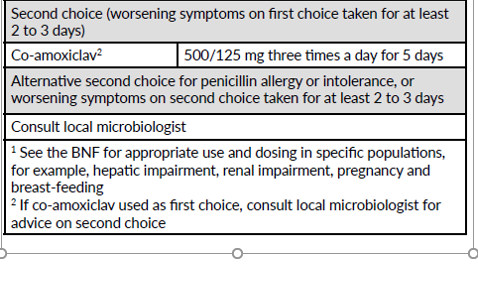 Second choice (worsening symptoms on first choice taken for at least
2 to 3 days)
Co-amoxiclav² 500/125 mg three times a day for 5 days
Alternative second choice for penicillin allergy or intolerance, or
worsening symptoms on second choice taken for at least 2 to 3 days
Consult local microbiologist
¹ See the BNF for appropriate use and dosing in specific populations,
for example, hepatic impairment, renal impairment, pregnancy and
breast-feeding
² If co-amoxiclav used as first choice, consult local microbiologist for
advice on second choice